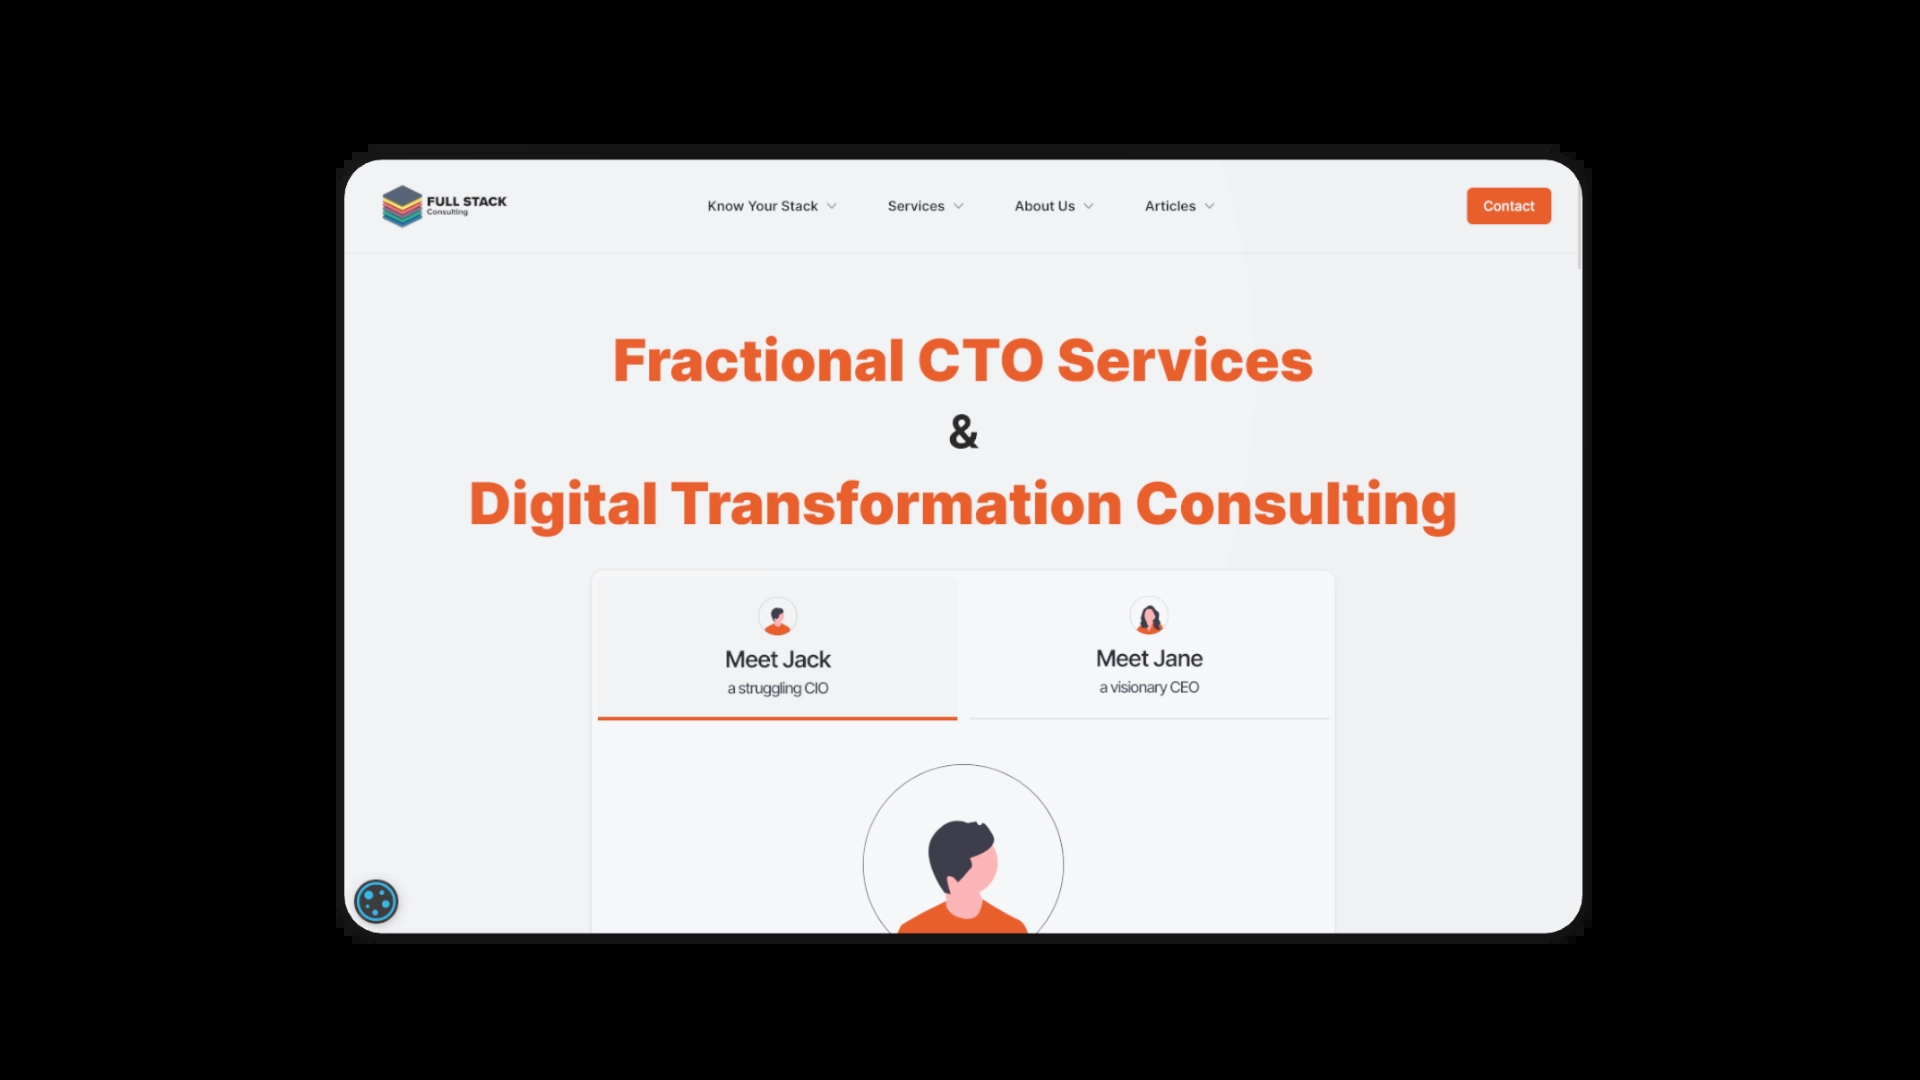 FULL STACK
Consulting
Know Your Stack
Services
About Us
Articles
Contact
Fractional CTO Services
&
Digital Transformation Consulting
Meet Jack
a struggling CIO
Meet Jane
a visionary CEO